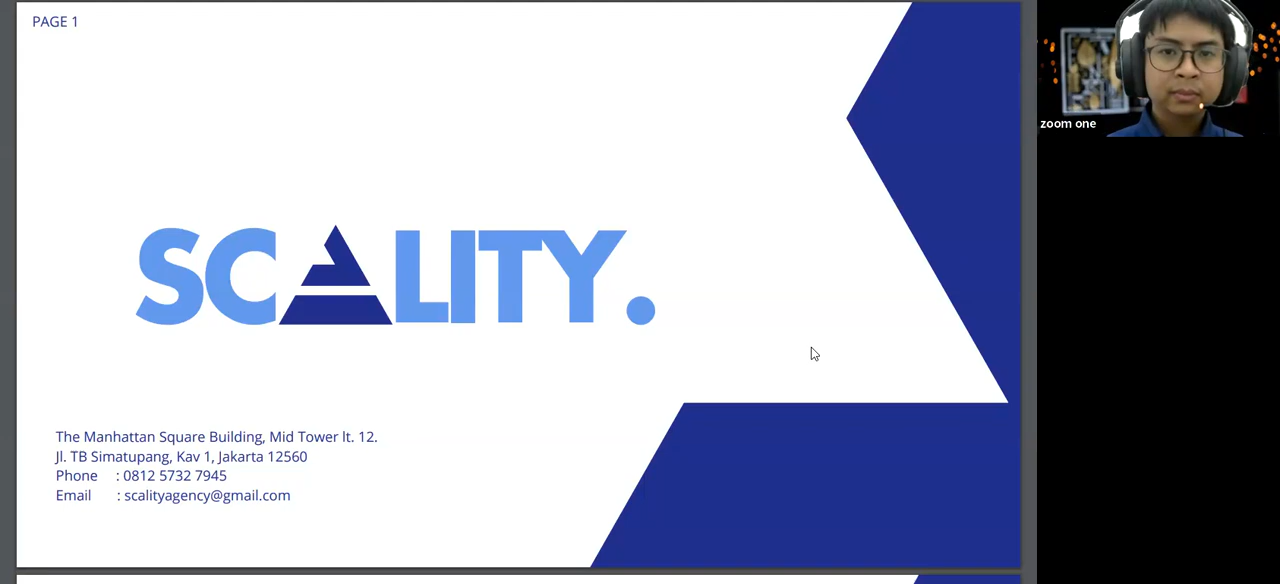 PAGE 1
zoom one
SCALITY.
The Manhattan Square Building, Mid Tower lt. 12.
Jl. TB Simatupang, Kav 1, Jakarta 12560
Phone : 0812 5732 7945
Email : scalityagency@gmail.com